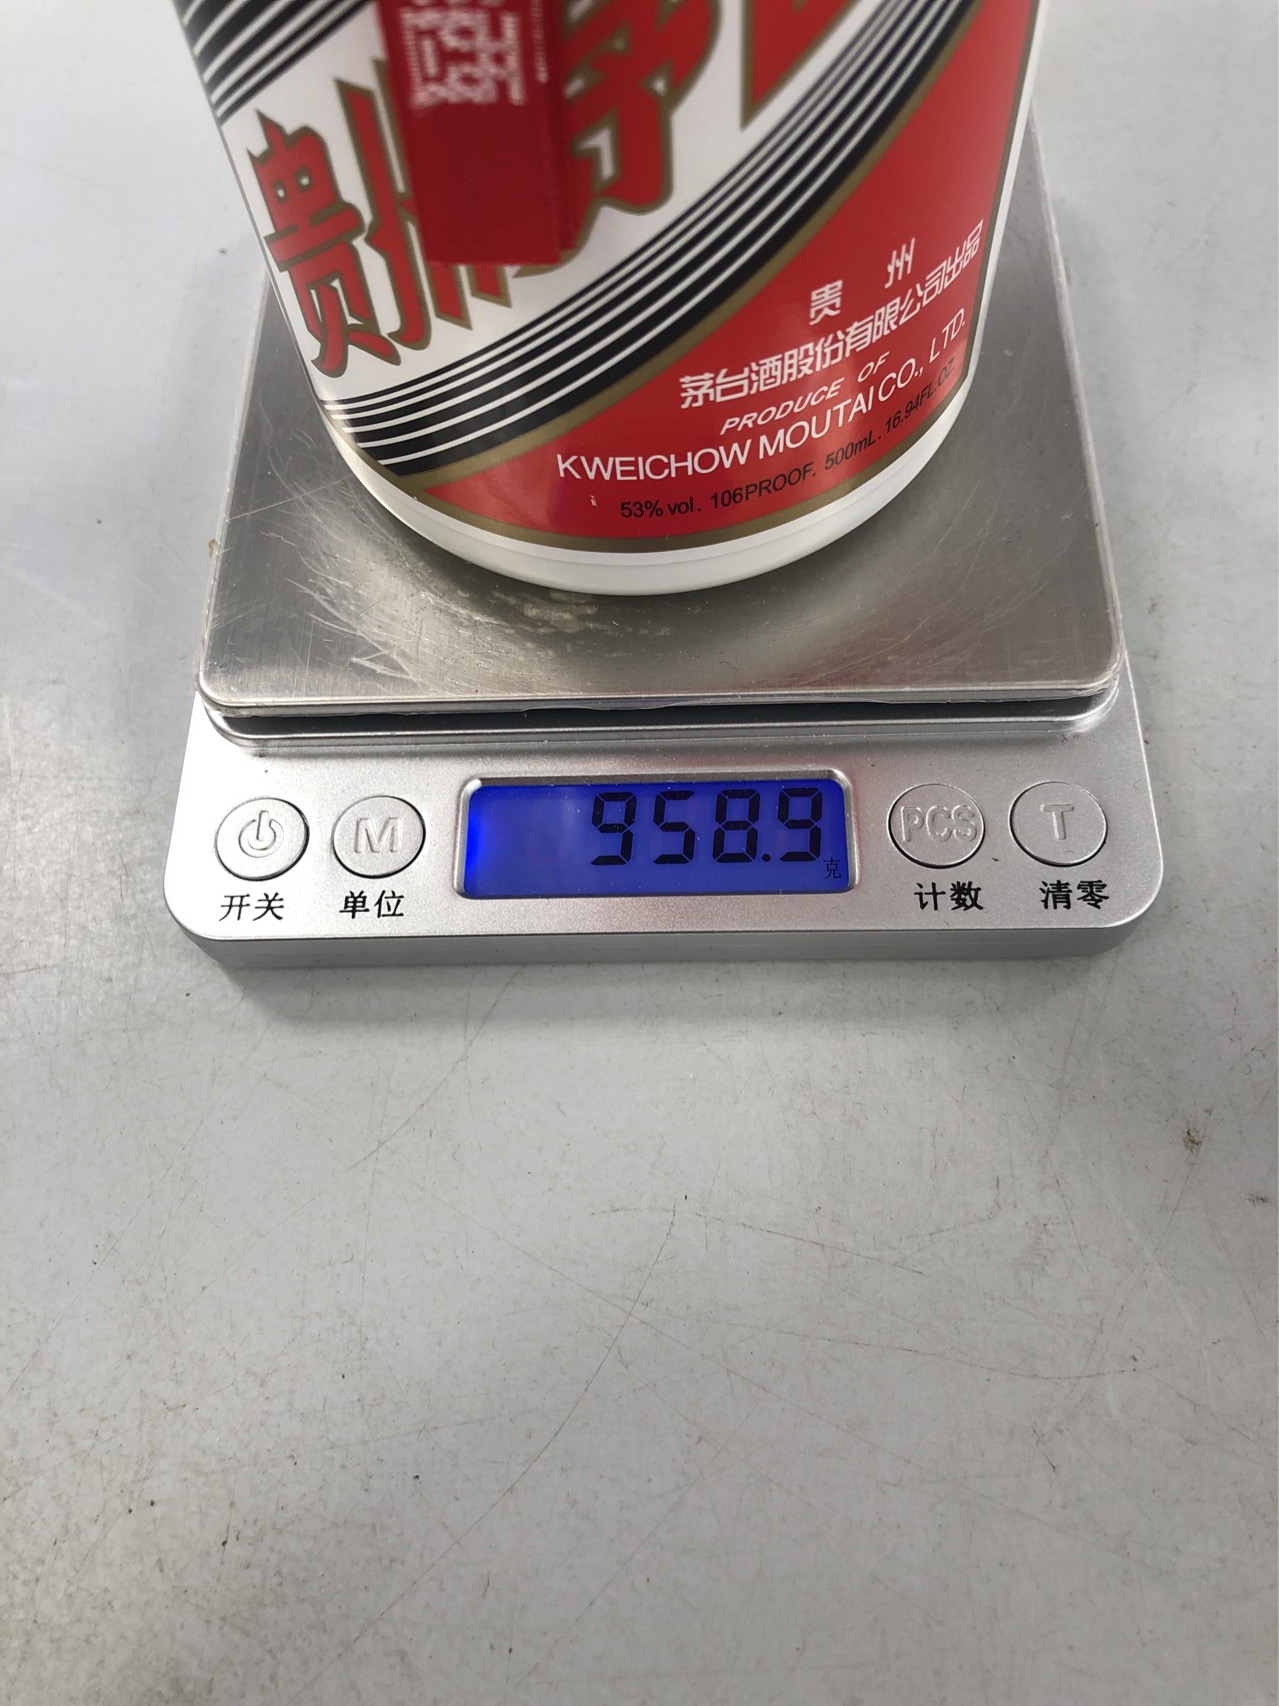 贵州茅
贵州
茅台酒股份有限公司出品
PRODUCE OF
KWEICHOW MOUTAI CO., LTD.
53% vol. 106PROOF. 500mL. 16.94FL.OZ.
958.9
克
M
PCS
T
开关
单位
计数
清零